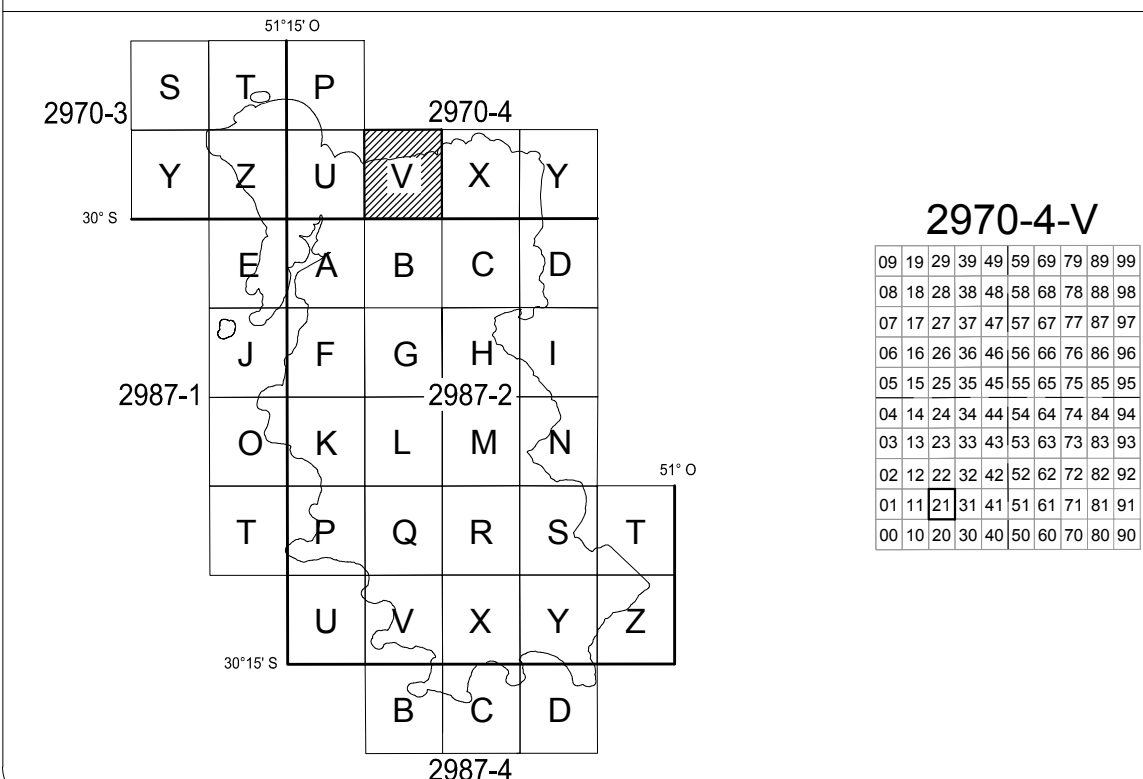 51°15' O
S T P
2970-3 2970-4
Y Z U V X Y
30° S
E A B C D
J F G H I
2987-1 2987-2
O K L M N
51° O
T P Q R S T
U V X Y Z
30°15' S
B C D
2987-4
2970-4-V
09 19 29 39 49 59 69 79 89 99
08 18 28 38 48 58 68 78 88 98
07 17 27 37 47 57 67 77 87 97
06 16 26 36 46 56 66 76 86 96
05 15 25 35 45 55 65 75 85 95
04 14 24 34 44 54 64 74 84 94
03 13 23 33 43 53 63 73 83 93
02 12 22 32 42 52 62 72 82 92
01 11 21 31 41 51 61 71 81 91
00 10 20 30 40 50 60 70 80 90